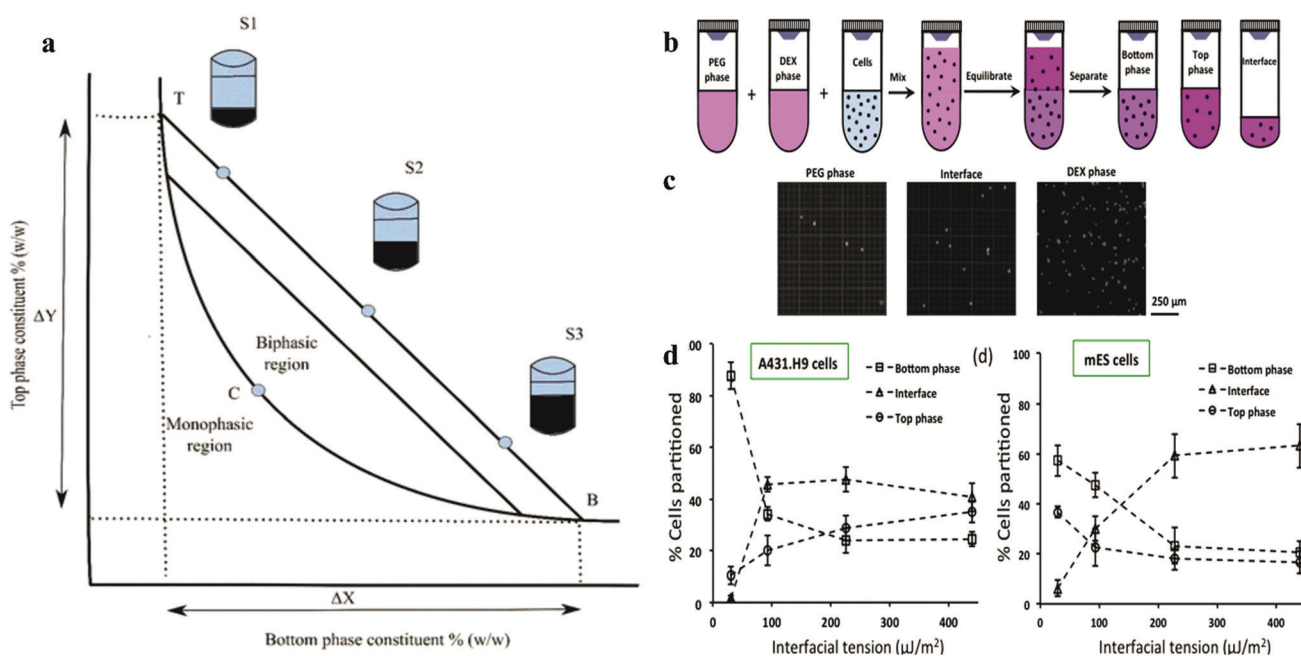 a
S1
T
S2
ΔY
Top phase constituent % (w/w)
S3
Biphasic
region
C
Monophasic
region
B
ΔX
Bottom phase constituent % (w/w)
b
PEG
phase
+
DEX
phase
+
Cells
Mix
Equilibrate
Separate
Bottom
phase
Top
phase
Interface
c
PEG phase
Interface
DEX phase
250 µm
d
A431.H9 cells
Bottom phase
Interface
Top phase
% Cells partitioned
00
80
60
40
20
0
0
100
200
300
400
Interfacial tension (µJ/m²)
(d)
mES cells
Bottom phase
Interface
Top phase
% Cells partitioned
100
80
60
40
20
0
0
100
200
300
400
Interfacial tension (µJ/m²)